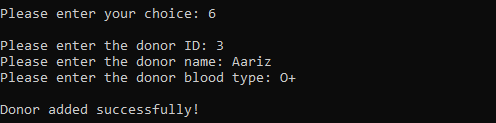 Please enter your choice: 6
Please enter the donor ID: 3
Please enter the donor name: Aariz
Please enter the donor blood type: O+
Donor added successfully!